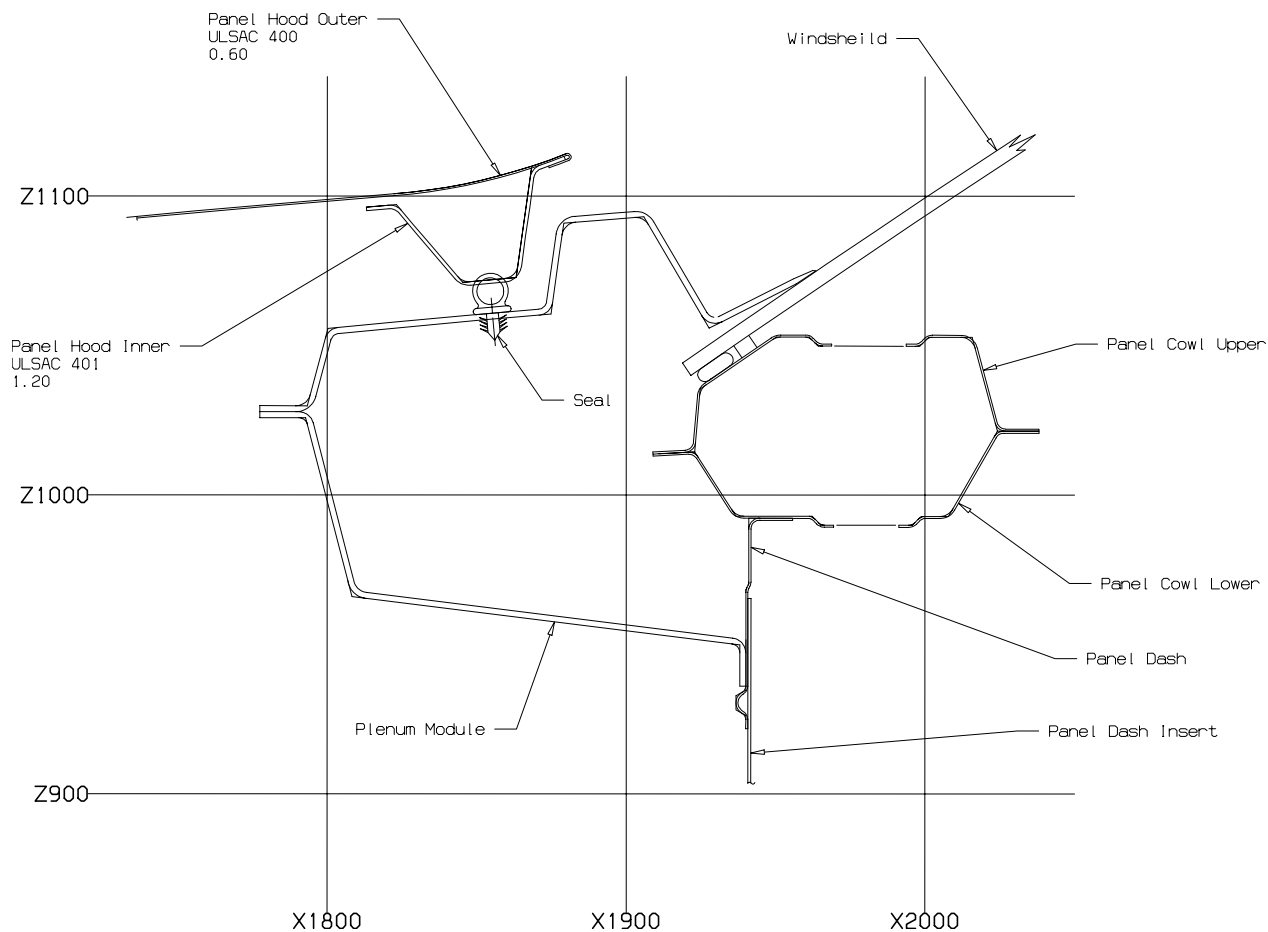 Panel Hood Outer
ULSAC 400
0.60
Windsheild
Z1100
Panel Hood Inner
ULSAC 401
1.20
Panel Cowl Upper
Seal
Z1000
Panel Cowl Lower
Panel Dash
Plenum Module
Panel Dash Insert
Z900
X1800
X1900
X2000